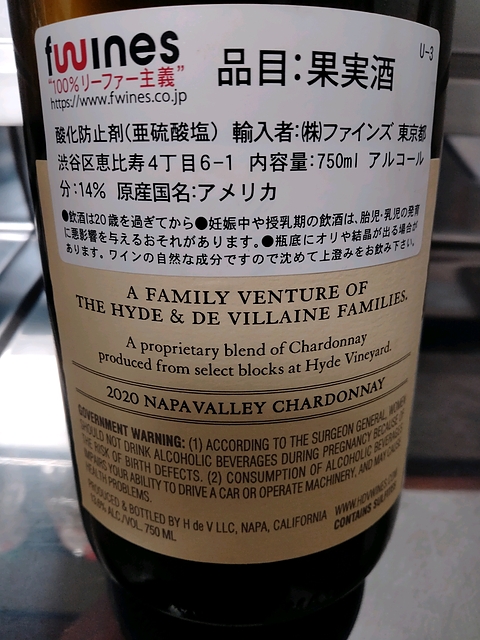 fwines
"100%リーファー主義"
https://www.fwines.co.jp
品目：果実酒
U-3
酸化防止剤(亜硫酸塩) 輸入者：㈱ファインズ 東京都
渋谷区恵比寿4丁目6-1 内容量：750ml アルコール
分：14% 原産国名：アメリカ
●飲酒は20歳を過ぎてから●妊娠中や授乳期の飲酒は、胎児・乳児の発育
に悪影響を与えるおそれがあります。●瓶底にオリや結晶が出る場合が
あります。ワインの自然な成分ですので沈めて上澄みをお飲み下さい。
A FAMILY VENTURE OF
THE HYDE & DE VILLAINE FAMILIES.
A proprietary blend of Chardonnay
produced from select blocks at Hyde Vineyard.
2020 NAPA VALLEY CHARDONNAY
GOVERNMENT WARNING: (1) ACCORDING TO THE SURGEON GENERAL, WOMEN
SHOULD NOT DRINK ALCOHOLIC BEVERAGES DURING PREGNANCY BECAUSE OF
THE RISK OF BIRTH DEFECTS. (2) CONSUMPTION OF ALCOHOLIC BEVERAGES
IMPAIRS YOUR ABILITY TO DRIVE A CAR OR OPERATE MACHINERY, AND MAY CAUSE
HEALTH PROBLEMS.
PRODUCED & BOTTLED BY H de V LLC, NAPA, CALIFORNIA
WWW.HDVWINES.COM
13.8% ALC./VOL. 750 ML
CONTAINS SULFITES